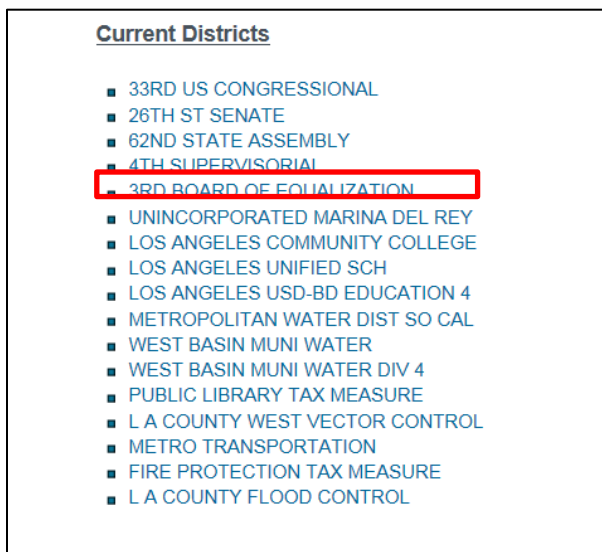 Current Districts
33RD US CONGRESSIONAL
26TH ST SENATE
62ND STATE ASSEMBLY
4TH SUPERVISORIAL
3RD BOARD OF EQUALIZATION
UNINCORPORATED MARINA DEL REY
LOS ANGELES COMMUNITY COLLEGE
LOS ANGELES UNIFIED SCH
LOS ANGELES USD-BD EDUCATION 4
METROPOLITAN WATER DIST SO CAL
WEST BASIN MUNI WATER
WEST BASIN MUNI WATER DIV 4
PUBLIC LIBRARY TAX MEASURE
L A COUNTY WEST VECTOR CONTROL
METRO TRANSPORTATION
FIRE PROTECTION TAX MEASURE
L A COUNTY FLOOD CONTROL